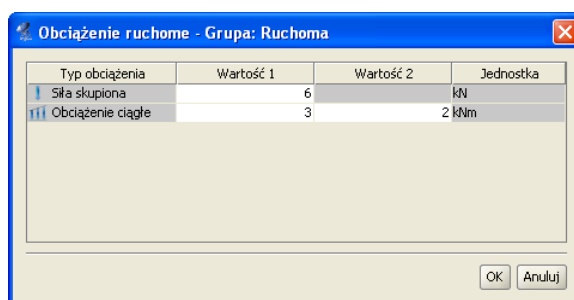 Obciążenie ruchome - Grupa: Ruchoma
Typ obciążenia Wartość 1 Wartość 2 Jednostka
Siła skupiona 6 kN
Obciążenie ciągłe 3 2 kNm
OK Anuluj